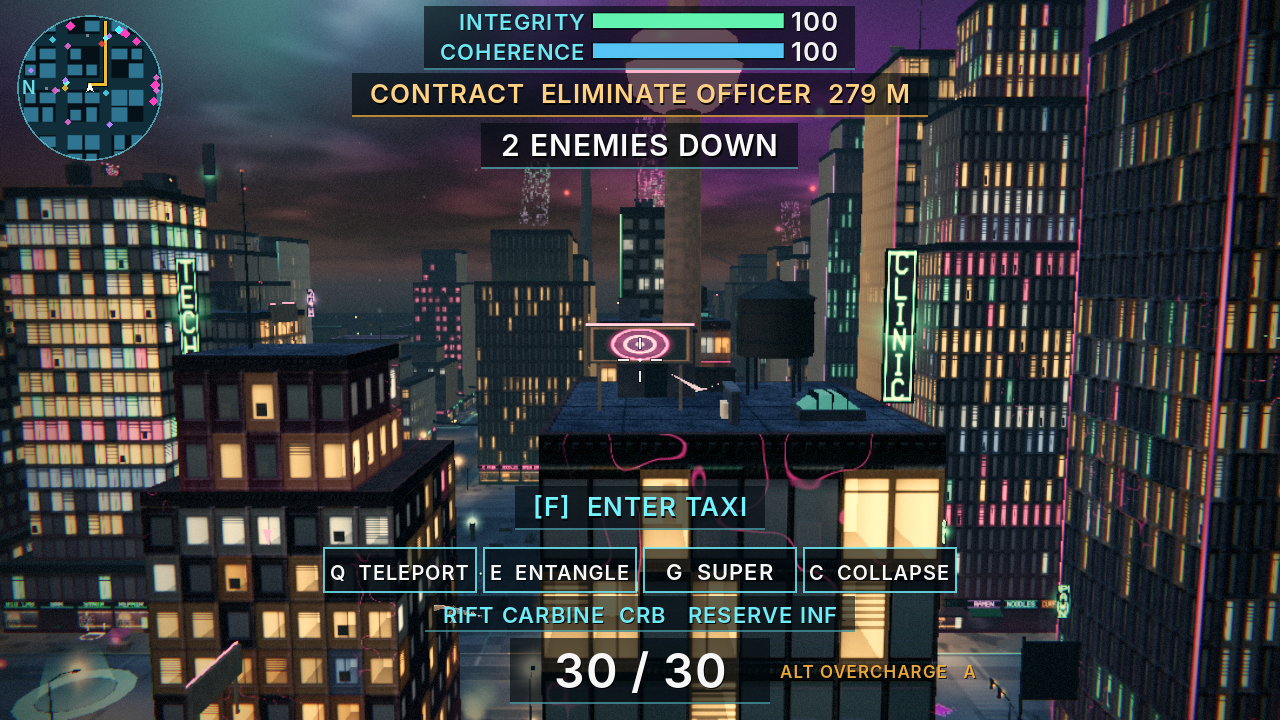 INTEGRITY 100
COHERENCE 100
CONTRACT ELIMINATE OFFICER 279 M
2 ENEMIES DOWN
N
TECH
CLINIC
[F] ENTER TAXI
Q TELEPORT
E ENTANGLE
G SUPER
C COLLAPSE
RAMEN NOODLES
RIFT CARBINE CRB RESERVE INF
30 / 30
ALT OVERCHARGE A